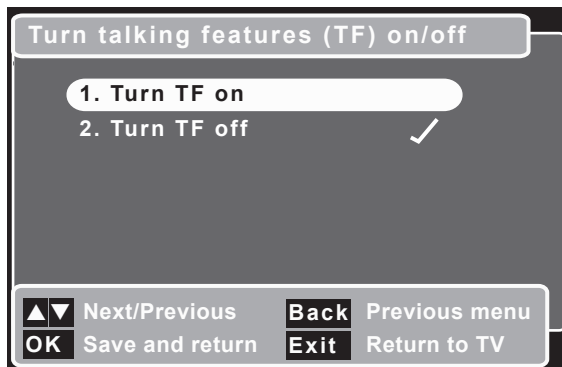 Turn talking features (TF) on/off
1. Turn TF on
2. Turn TF off
▲▼ Next/Previous Back Previous menu
OK Save and return Exit Return to TV